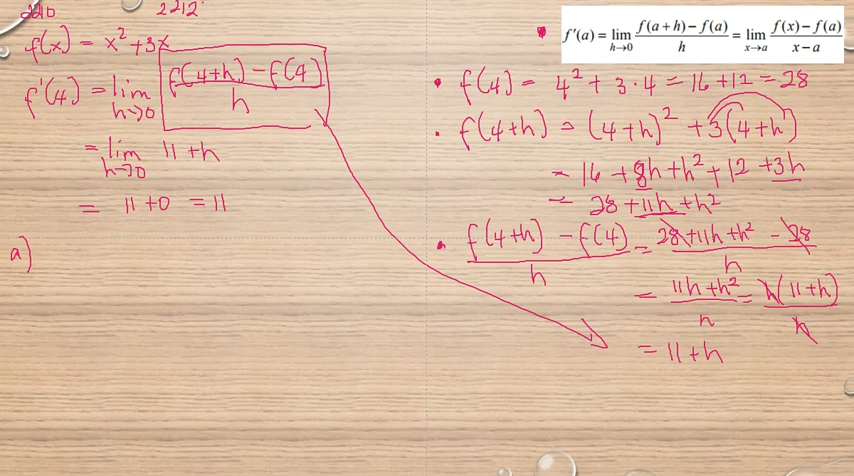 2210 2212
f(x) = x² + 3x
f'(4) = lim h→0 f(4+h) − f(4) / h
= lim h→0 11 + h
= 11 + 0 = 11
a)
f'(a) = lim h→0 f(a + h) − f(a) / h = lim x→a f(x) − f(a) / x − a
• f(4) = 4² + 3·4 = 16 + 12 = 28
• f(4+h) = (4+h)² + 3(4+h)
= 16 + 8h + h² + 12 + 3h
= 28 + 11h + h²
• f(4+h) − f(4) / h = 28 + 11h + h² − 28 / h
= 11h + h² / h = h(11+h) / h
= 11 + h